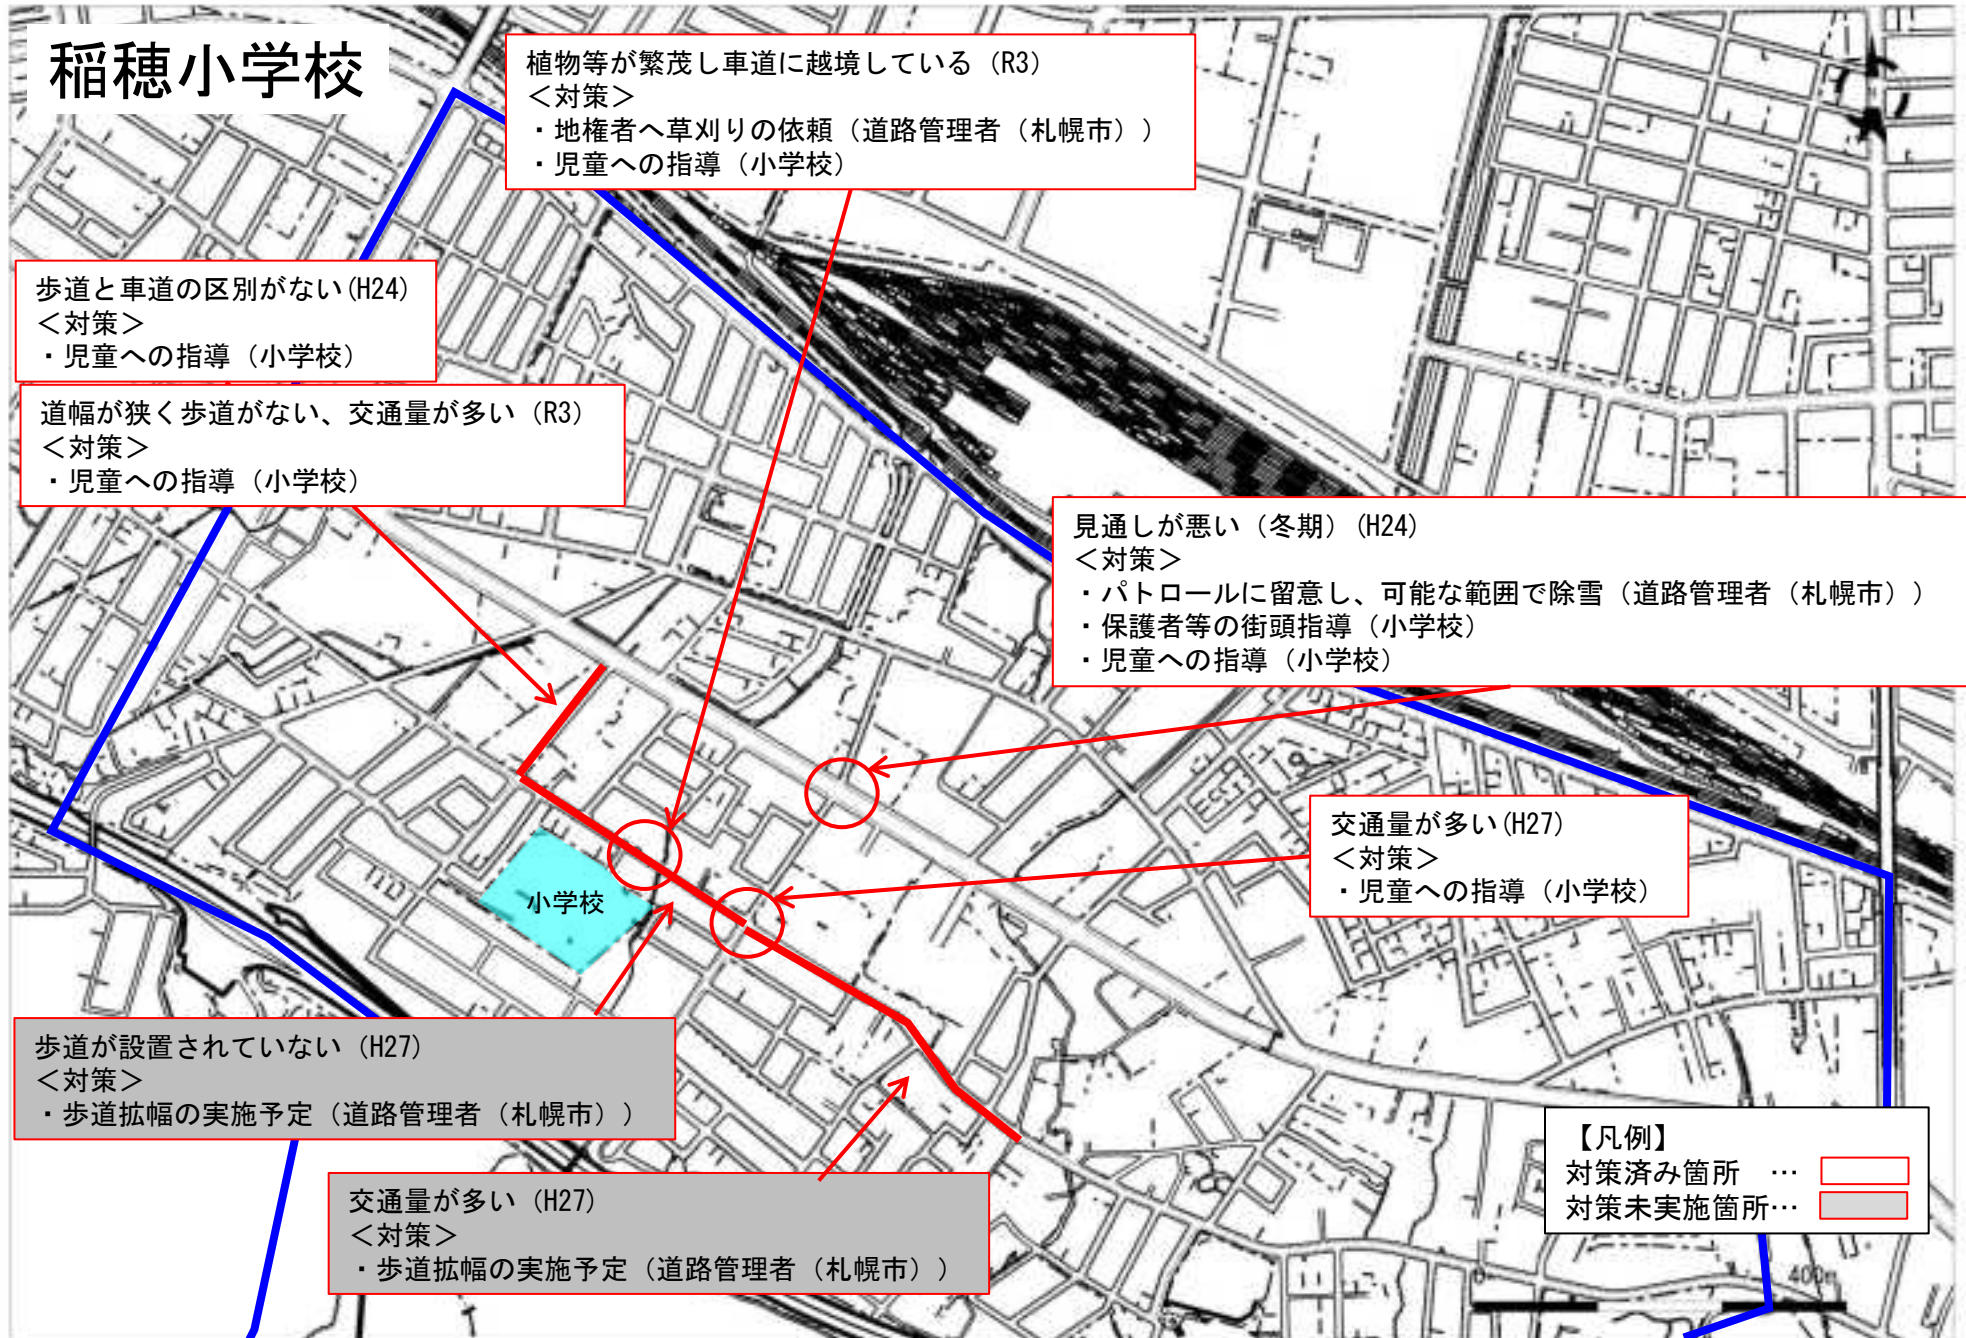 稲穂小学校
植物等が繁茂し車道に越境している（R3）
＜対策＞
・地権者へ草刈りの依頼（道路管理者（札幌市））
・児童への指導（小学校）
歩道と車道の区別がない(H24)
＜対策＞
・児童への指導（小学校）
道幅が狭く歩道がない、交通量が多い（R3）
＜対策＞
・児童への指導（小学校）
見通しが悪い（冬期）(H24)
＜対策＞
・パトロールに留意し、可能な範囲で除雪（道路管理者（札幌市））
・保護者等の街頭指導（小学校）
・児童への指導（小学校）
交通量が多い(H27)
＜対策＞
・児童への指導（小学校）
小学校
歩道が設置されていない（H27）
＜対策＞
・歩道拡幅の実施予定（道路管理者（札幌市））
交通量が多い（H27）
＜対策＞
・歩道拡幅の実施予定（道路管理者（札幌市））
【凡例】
対策済み箇所　…
対策未実施箇所…
0
400m